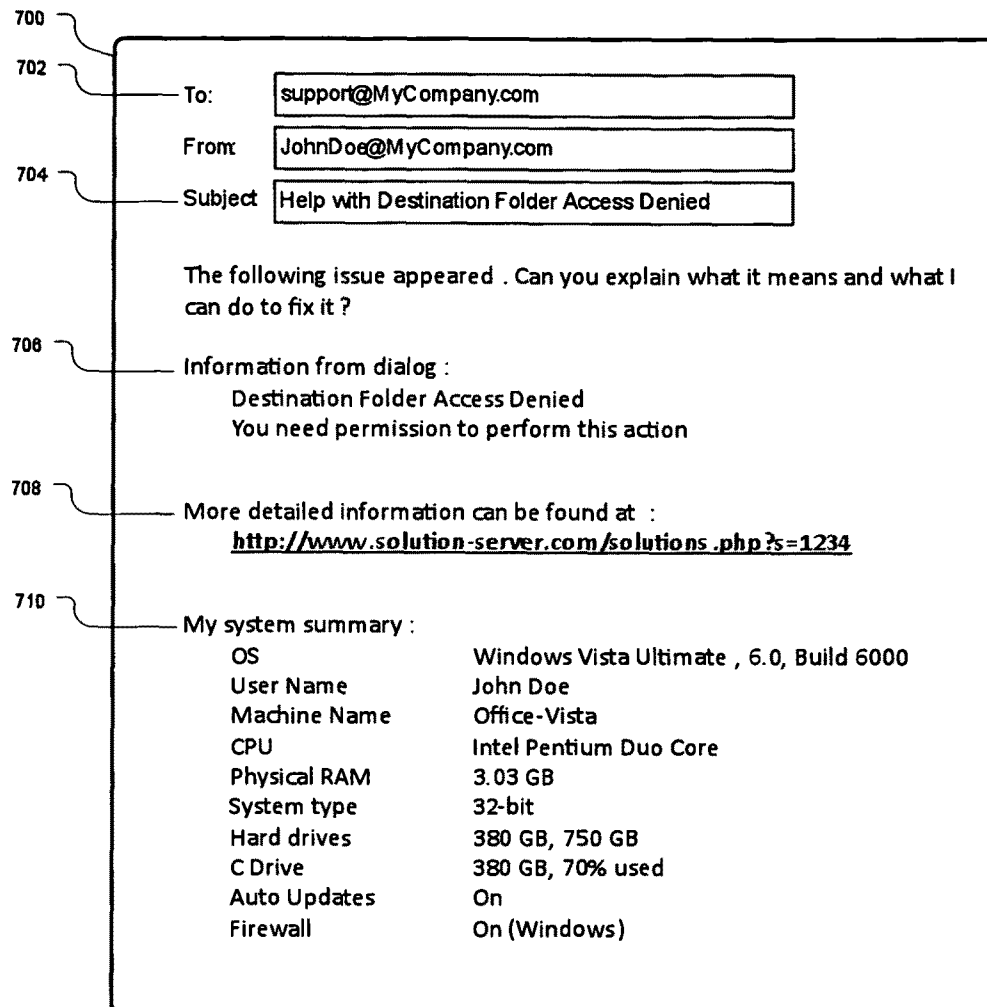 700
702
To: support@MyCompany.com
From: JohnDoe@MyCompany.com
704
Subject Help with Destination Folder Access Denied
The following issue appeared . Can you explain what it means and what I
can do to fix it ?
706
Information from dialog :
Destination Folder Access Denied
You need permission to perform this action
708
More detailed information can be found at :
http://www.solution-server.com/solutions.php?s=1234
710
My system summary :
OS Windows Vista Ultimate , 6.0, Build 6000
User Name John Doe
Machine Name Office-Vista
CPU Intel Pentium Duo Core
Physical RAM 3.03 GB
System type 32-bit
Hard drives 380 GB, 750 GB
C Drive 380 GB, 70% used
Auto Updates On
Firewall On (Windows)